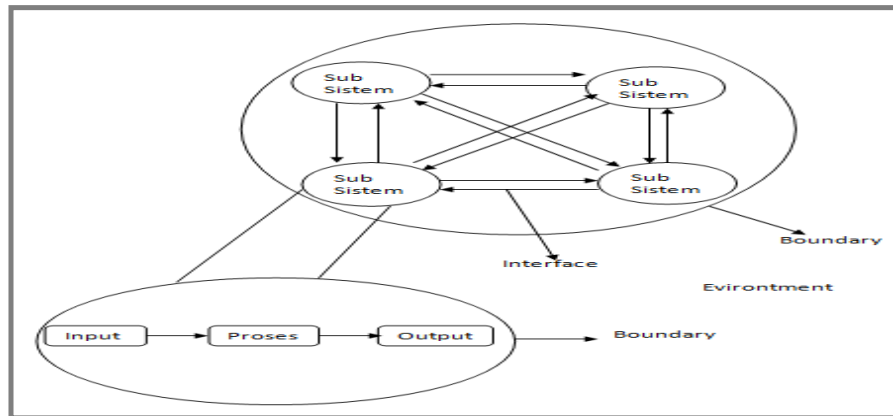 Sub
Sistem
Sub
Sistem
Sub
Sistem
Sub
Sistem
Boundary
Interface
Evirontment
Input
Proses
Output
Boundary